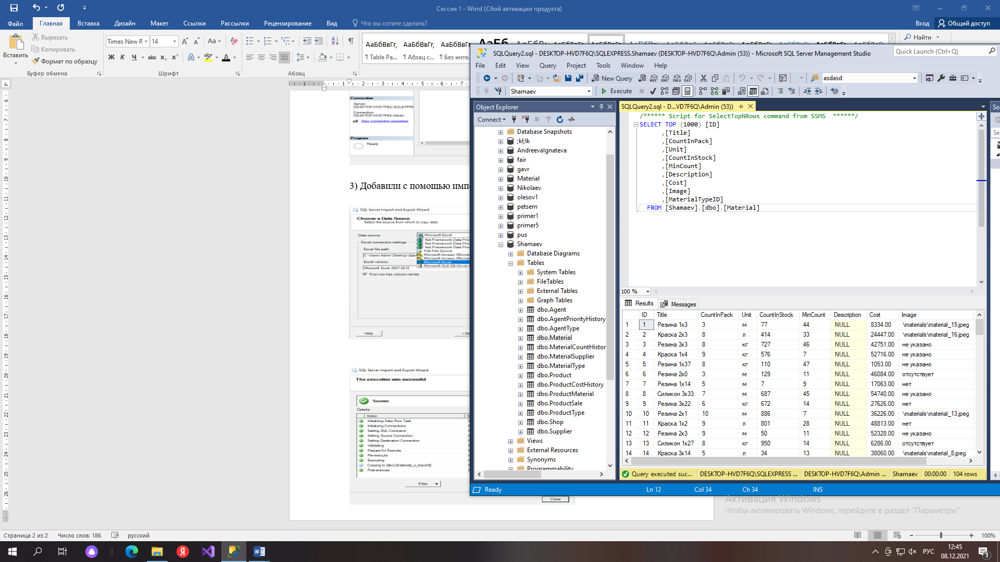 Сессия 1 - Word (Сбой активации продукта)
Файл Главная Вставка Дизайн Макет Ссылки Рассылки Рецензирование Вид Что вы хотите сделать? Вход Общий доступ
Вставить
Вырезать
Копировать
Формат по образцу
Буфер обмена
Times New R 14
Ж К Ч abc x₂ x²
Шрифт
Абзац
АаБбВвГг, АаБбВвГг, АаБбВвГг,
¶ Table Pa... ¶ Абзац с... ¶ Без инте...
Найти
Connection
Server:
DESKTOP-HVD7F6Q\SQLEXPRE
Connection:
DESKTOP-HVD7F6Q\Admin
View connection properties
Progress
Ready
3) Добавили с помощью имп
SQL Server Import and Export Wizard
Choose a Data Source
Select the source from which to copy data.
Data source: Microsoft Excel
.Net Framework Data Prov
.Net Framework Data Prov
.Net Framework Data Prov
Flat File Source
Microsoft Access (Micros
Microsoft Access (Micros
Microsoft Excel
Microsoft OLE DB Driver
Excel connection settings
Excel file path:
Excel version:
Microsoft Excel 2007-2010
First row has column names
Help
SQL Server Import and Export Wizard
The execution was successful
Success
Details:
Action
Initializing Data Flow Task
Initializing Connections
Setting SQL Command
Setting Source Connection
Setting Destination Connection
Validating
Prepare for Execute
Pre-execute
Executing
Copying to [dbo].[materials_s_import$]
Post-execute
Filter
Close
SQLQuery2.sql - DESKTOP-HVD7F6Q\SQLEXPRESS.Shamaev (DESKTOP-HVD7F6Q\Admin (53)) - Microsoft SQL Server Management Studio
Quick Launch (Ctrl+Q)
File Edit View Query Project Tools Window Help
New Query asdasd
Shamaev Execute
Object Explorer
Connect
Database Snapshots
;kl;lk
AndreevaIgnateva
fair
gavr
Material
Nikolaev
olesov1
petsem
primer1
primer5
pus
Shamaev
Database Diagrams
Tables
System Tables
FileTables
External Tables
Graph Tables
dbo.Agent
dbo.AgentPriorityHistory
dbo.AgentType
dbo.Material
dbo.MaterialCountHistor
dbo.MaterialSupplier
dbo.MaterialType
dbo.Product
dbo.ProductCostHistory
dbo.ProductMaterial
dbo.ProductSale
dbo.ProductType
dbo.Shop
dbo.Supplier
Views
External Resources
Synonyms
Programmability
SQLQuery2.sql - D...VD7F6Q\Admin (53))
/****** Script for SelectTopNRows command from SSMS ******/
SELECT TOP (1000) [ID]
,[Title]
,[CountInPack]
,[Unit]
,[CountInStock]
,[MinCount]
,[Description]
,[Cost]
,[Image]
,[MaterialTypeID]
FROM [Shamaev].[dbo].[Material]
100 %
Results Messages
ID Title CountInPack Unit CountInStock MinCount Description Cost Image
1 1 Резина 1x3 3 м 77 44 NULL 8334.00 \materials\material_15.jpeg
2 2 Краска 2x3 8 л 414 33 NULL 24447.00 \materials\material_16.jpeg
3 3 Резина 3x3 8 кг 727 46 NULL 42751.00 не указано
4 4 Краска 1x4 9 кг 576 7 NULL 52716.00 не указано
5 5 Резина 1x37 8 кг 110 47 NULL 1053.00 не указано
6 6 Резина 2x0 3 м 129 11 NULL 46084.00 отсутствует
7 7 Резина 1x14 5 м 7 9 NULL 17063.00 нет
8 8 Силикон 3x33 7 м 687 45 NULL 54740.00 не указано
9 9 Резина 3x22 6 кг 672 14 NULL 27626.00 нет
10 10 Резина 2x1 10 м 886 7 NULL 36226.00 \materials\material_13.jpeg
11 11 Краска 1x2 9 л 801 28 NULL 48813.00 нет
12 12 Резина 2x3 9 м 50 11 NULL 52328.00 не указано
13 13 Силикон 1x27 8 кг 950 14 NULL 6286.00 отсутствует
14 14 Краска 3x14 5 л 34 13 NULL 38060.00 \materials\material_8.jpeg
Query executed suc... DESKTOP-HVD7F6Q\SQLEXPRESS ... DESKTOP-HVD7F6Q\Admin ... Shamaev 00:00:00 104 rows
Ready Ln 12 Col 34 Ch 34 INS
Активация Windows
Чтобы активировать Windows, перейдите в раздел "Параметры".
Страница 2 из 2 Число слов: 186 русский 100%
РУС 12:45
08.12.2021
3